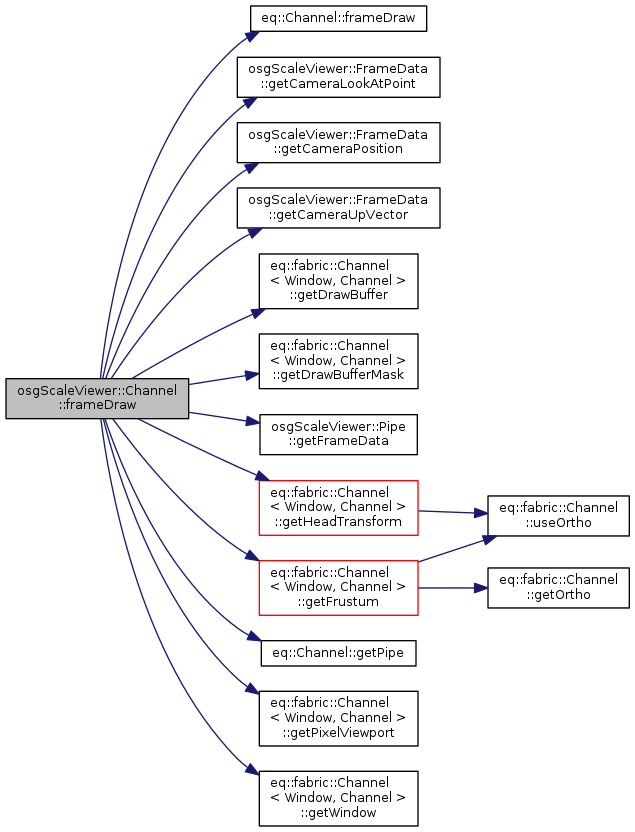 eq::Channel::frameDraw
osgScaleViewer::FrameData
::getCameraLookAtPoint
osgScaleViewer::FrameData
::getCameraPosition
osgScaleViewer::FrameData
::getCameraUpVector
eq::fabric::Channel
< Window, Channel >
::getDrawBuffer
eq::fabric::Channel
< Window, Channel >
::getDrawBufferMask
osgScaleViewer::Channel
::frameDraw
osgScaleViewer::Pipe
::getFrameData
eq::fabric::Channel
< Window, Channel >
::getHeadTransform
eq::fabric::Channel
::useOrtho
eq::fabric::Channel
< Window, Channel >
::getFrustum
eq::fabric::Channel
::getOrtho
eq::Channel::getPipe
eq::fabric::Channel
< Window, Channel >
::getPixelViewport
eq::fabric::Channel
< Window, Channel >
::getWindow